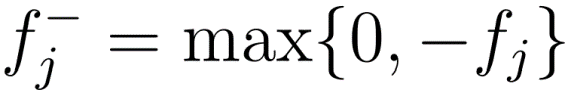 $f_j^- = \max\{0, -f_j\}$